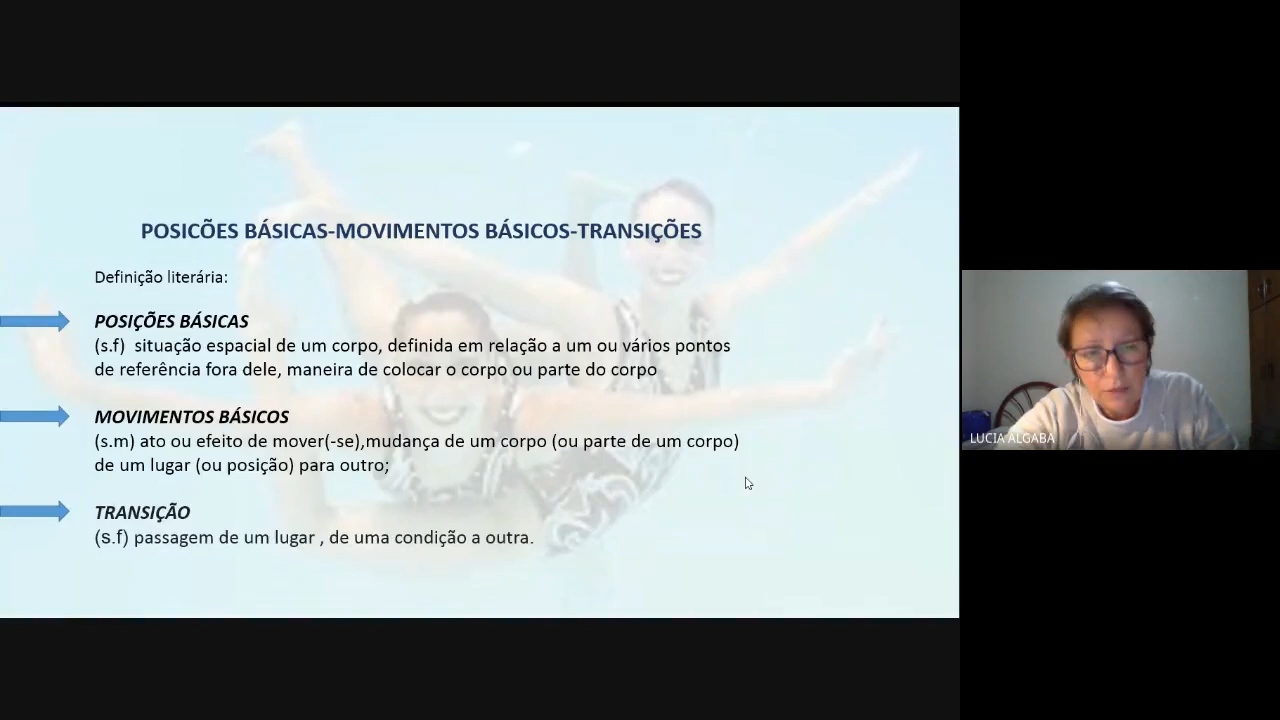 POSICÕES BÁSICAS-MOVIMENTOS BÁSICOS-TRANSIÇÕES
Definição literária:
POSIÇÕES BÁSICAS
(s.f) situação espacial de um corpo, definida em relação a um ou vários pontos
de referência fora dele, maneira de colocar o corpo ou parte do corpo
MOVIMENTOS BÁSICOS
(s.m) ato ou efeito de mover(-se),mudança de um corpo (ou parte de um corpo)
de um lugar (ou posição) para outro;
TRANSIÇÃO
(s.f) passagem de um lugar , de uma condição a outra.
LUCIA ALGABA